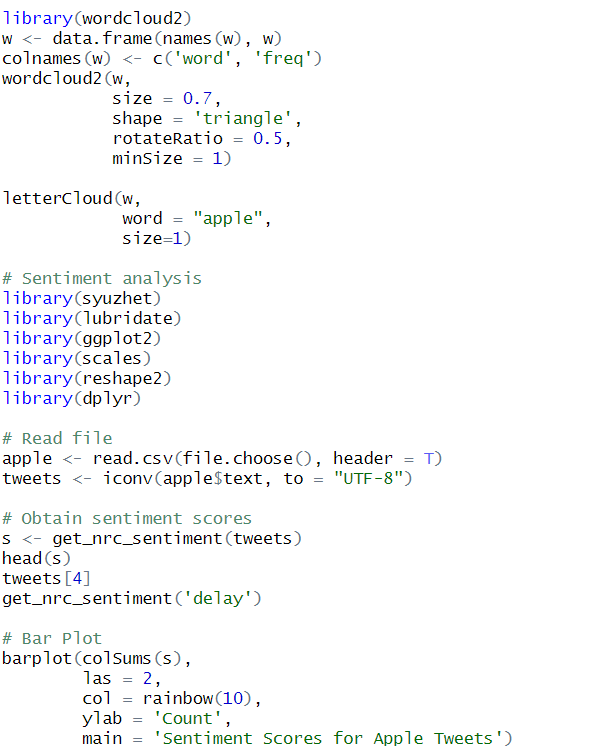 library(wordcloud2)
w <- data.frame(names(w), w)
colnames(w) <- c('word', 'freq')
wordcloud2(w,
           size = 0.7,
           shape = 'triangle',
           rotateRatio = 0.5,
           minSize = 1)

letterCloud(w,
            word = "apple",
            size=1)

# Sentiment analysis
library(syuzhet)
library(lubridate)
library(ggplot2)
library(scales)
library(reshape2)
library(dplyr)

# Read file
apple <- read.csv(file.choose(), header = T)
tweets <- iconv(apple$text, to = "UTF-8")

# Obtain sentiment scores
s <- get_nrc_sentiment(tweets)
head(s)
tweets[4]
get_nrc_sentiment('delay')

# Bar Plot
barplot(colSums(s),
        las = 2,
        col = rainbow(10),
        ylab = 'Count',
        main = 'Sentiment Scores for Apple Tweets')